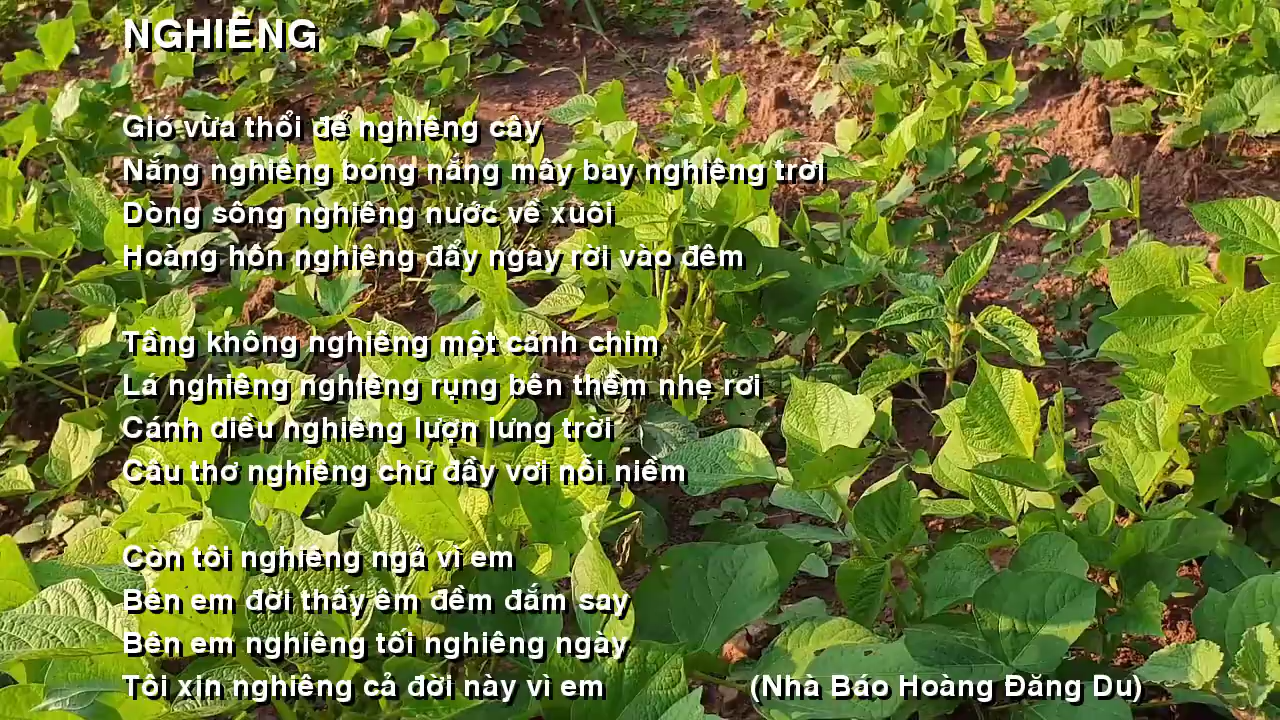 NGHIÊNG
Gió vừa thổi để nghiêng cây
Nắng nghiêng bóng nắng mây bay nghiêng trời
Dòng sông nghiêng nước về xuôi
Hoàng hôn nghiêng đẩy ngày rời vào đêm
Tầng không nghiêng một cánh chim
Lá nghiêng nghiêng rụng bên thềm nhẹ rơi
Cánh diều nghiêng lượn lưng trời
Câu thơ nghiêng chữ đầy vơi nỗi niềm
Còn tôi nghiêng ngả vì em
Bên em đời thấy êm đềm đắm say
Bên em nghiêng tối nghiêng ngày
Tôi xin nghiêng cả đời này vì em (Nhà Báo Hoàng Đăng Du)